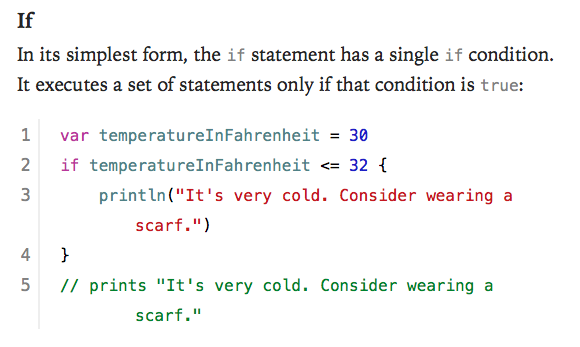 If
In its simplest form, the if statement has a single if condition.
It executes a set of statements only if that condition is true:
1 var temperatureInFahrenheit = 30
2 if temperatureInFahrenheit <= 32 {
3 println("It's very cold. Consider wearing a
scarf.")
4 }
5 // prints "It's very cold. Consider wearing a
scarf."